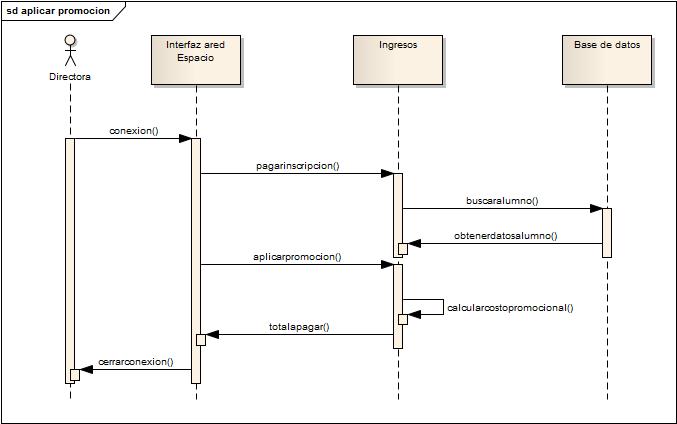 sd aplicar promocion
Interfaz ared
Espacio
Ingresos
Base de datos
Directora
conexion()
pagarinscripcion()
buscaralumno()
obtenerdatosalumno()
aplicarpromocion()
calcularcostopromocional()
totalapagar()
cerrarconexion()